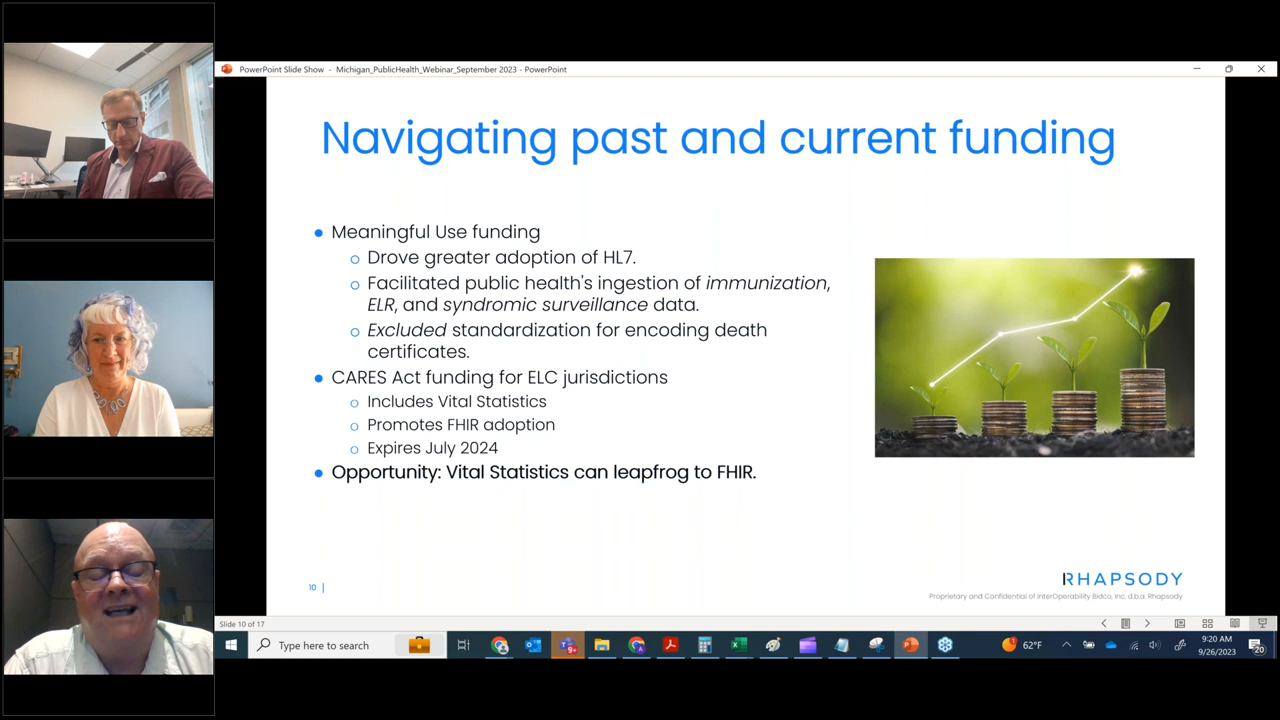 PowerPoint Slide Show - Michigan_PublicHealth_Webinar_September 2023 - PowerPoint
Navigating past and current funding
Meaningful Use funding
Drove greater adoption of HL7.
Facilitated public health's ingestion of immunization,
ELR, and syndromic surveillance data.
Excluded standardization for encoding death
certificates.
CARES Act funding for ELC jurisdictions
Includes Vital Statistics
Promotes FHIR adoption
Expires July 2024
Opportunity: Vital Statistics can leapfrog to FHIR.
10 |
RHAPSODY
Proprietary and Confidential of InterOperability Bidco, Inc. d.b.a. Rhapsody
Slide 10 of 17
Type here to search
9+
1
62°F
9:20 AM
9/26/2023
20